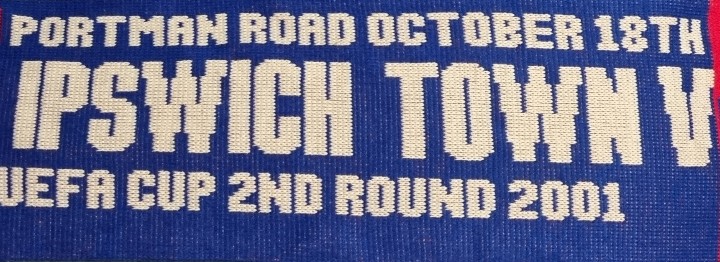 PORTMAN ROAD OCTOBER 18TH
IPSWICH TOWN V
UEFA CUP 2ND ROUND 2001